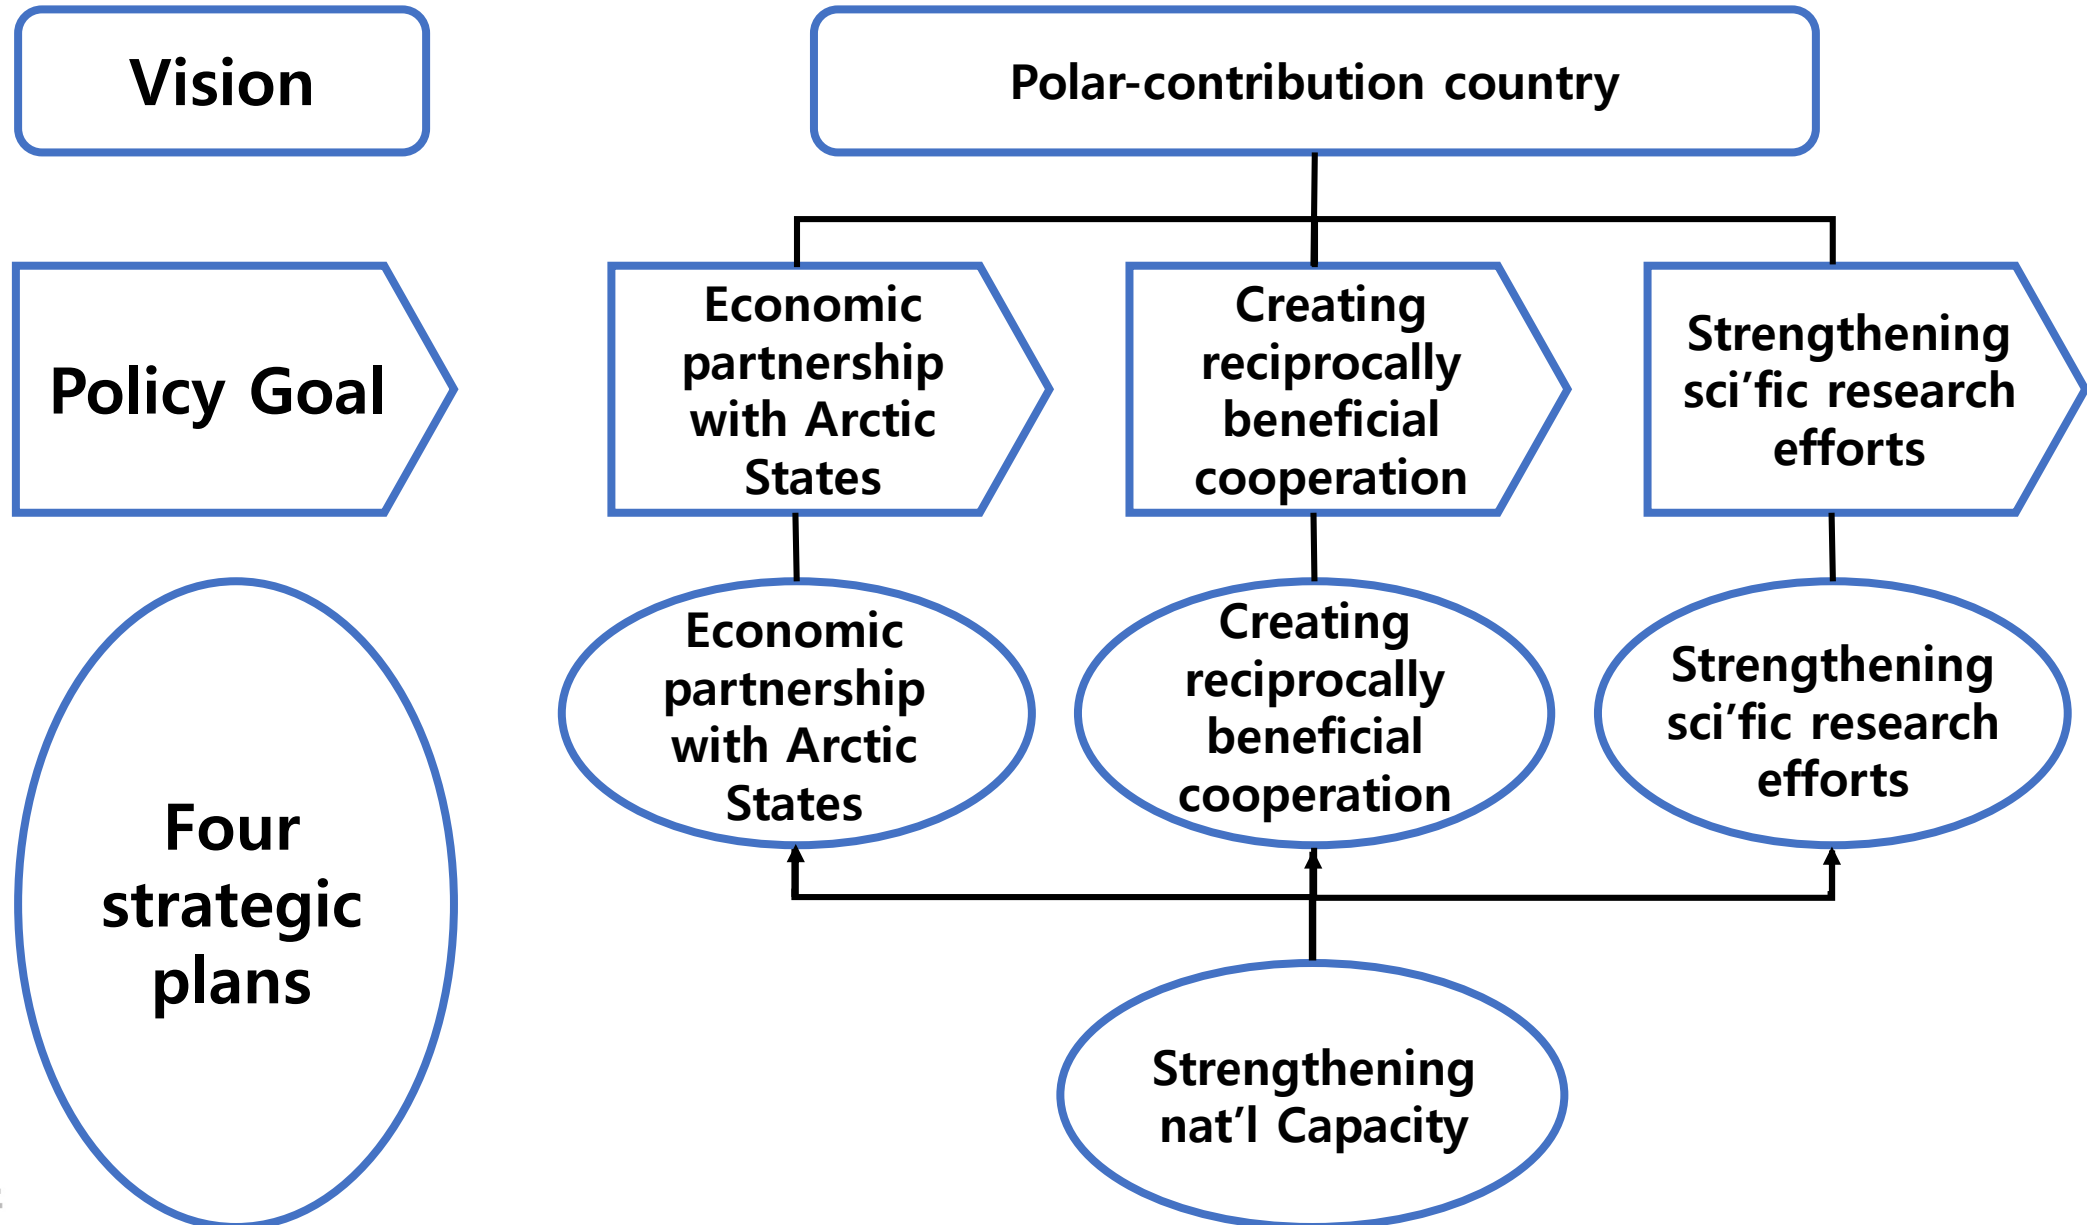 Vision
Polar-contribution country
Policy Goal
Economic
partnership
with Arctic
States
Creating
reciprocally
beneficial
cooperation
Strengthening
sci’fic research
efforts
Four
strategic
plans
Economic
partnership
with Arctic
States
Creating
reciprocally
beneficial
cooperation
Strengthening
sci’fic research
efforts
Strengthening
nat’l Capacity